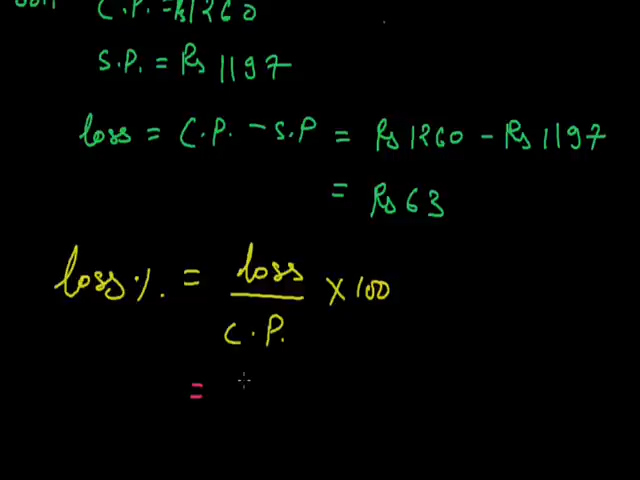 C.P. = Rs 1260
S.P. = Rs 1197
loss = C.P. - S.P = Rs 1260 - Rs 1197
= Rs 63
loss % = loss / C.P. × 100
=